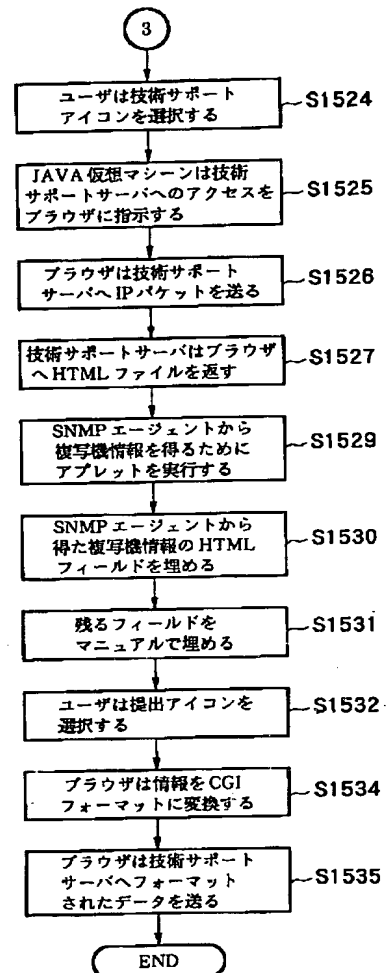 3
ユーザは技術サポート
アイコンを選択する
S1524
JAVA 仮想マシーンは技術
サポートサーバへのアクセスを
ブラウザに指示する
S1525
ブラウザは技術サポート
サーバへ IP パケットを送る
S1526
技術サポートサーバはブラウザ
へ HTML ファイルを返す
S1527
SNMP エージェントから
複写機情報を得るために
アプレットを実行する
S1529
SNMP エージェントから
得た複写機情報の HTML
フィールドを埋める
S1530
残るフィールドを
マニュアルで埋める
S1531
ユーザは提出アイコンを
選択する
S1532
ブラウザは情報を CGI
フォーマットに変換する
S1534
ブラウザは技術サポート
サーバへフォーマット
されたデータを送る
S1535
END